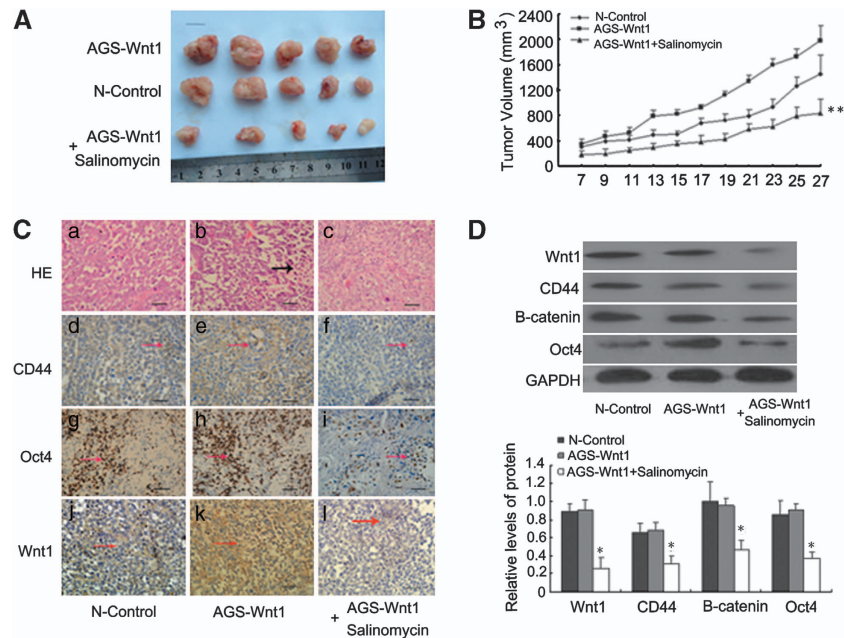 A
AGS-Wnt1
N-Control
+ AGS-Wnt1
Salinomycin
1 2 3 4 5 6 7 8 9 10 11 12
B
N-Control
AGS-Wnt1
AGS-Wnt1+Salinomycin
Tumor Volume (mm3)
2400
2000
1600
1200
800
400
0
**
7 9 11 13 15 17 19 21 23 25 27
C
a b c
HE
d e f
CD44
g h i
Oct4
j k l
Wnt1
N-Control AGS-Wnt1 + AGS-Wnt1
Salinomycin
D
Wnt1
CD44
B-catenin
Oct4
GAPDH
N-Control AGS-Wnt1 + AGS-Wnt1
Salinomycin
N-Control
AGS-Wnt1
AGS-Wnt1+Salinomycin
Relative levels of protein
1.4
1.2
1.0
0.8
0.6
0.4
0.2
0
* * * *
Wnt1 CD44 B-catenin Oct4